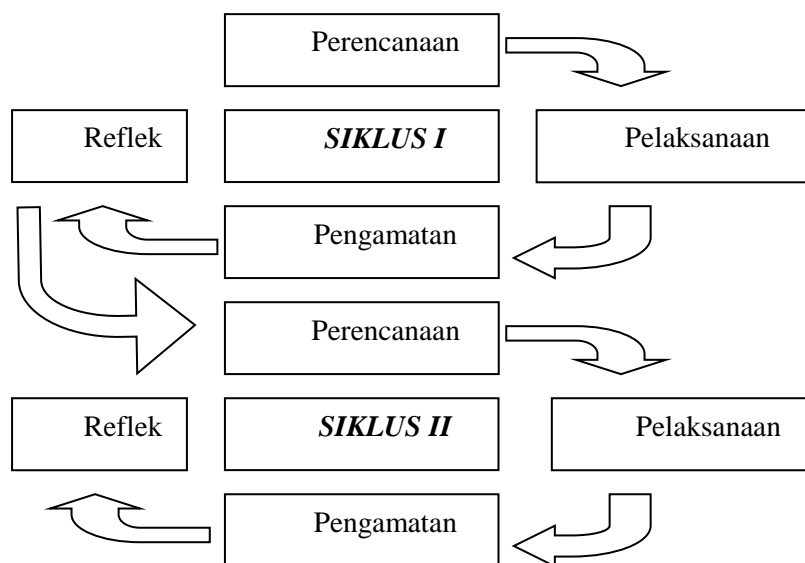 Perencanaan
Reflek
SIKLUS I
Pelaksanaan
Pengamatan
Perencanaan
Reflek
SIKLUS II
Pelaksanaan
Pengamatan